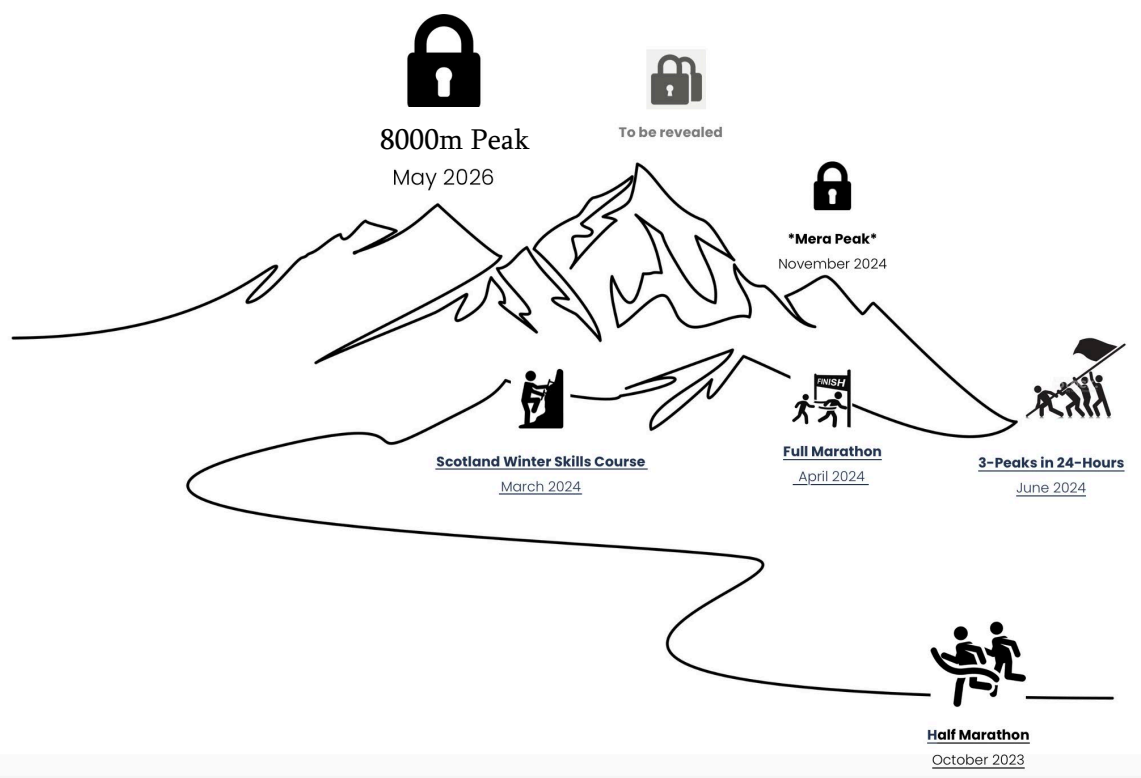 8000m Peak
May 2026
To be revealed
*Mera Peak*
November 2024
FINISH
Scotland Winter Skills Course
March 2024
Full Marathon
April 2024
3-Peaks in 24-Hours
June 2024
Half Marathon
October 2023